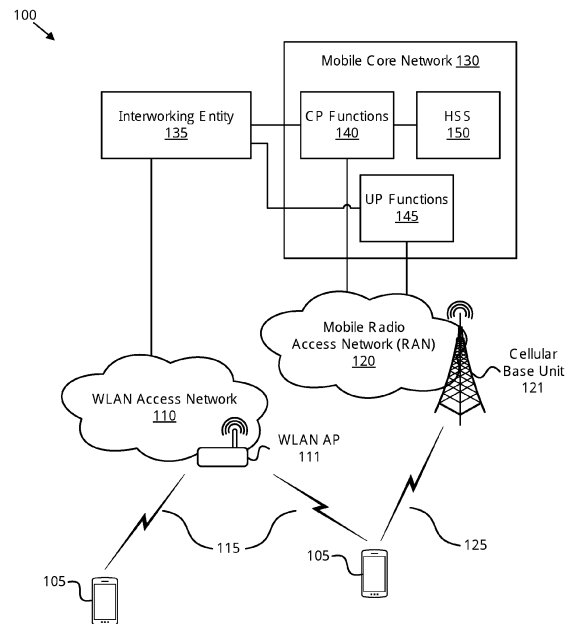 100
Mobile Core Network 130
Interworking Entity
135
CP Functions
140
HSS
150
UP Functions
145
Mobile Radio
Access Network (RAN)
120
Cellular
Base Unit
121
WLAN Access Network
110
WLAN AP
111
115
125
105
105